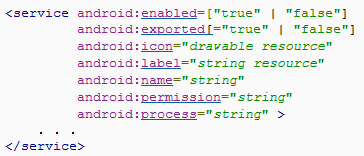 <service android:enabled=["true" | "false"]
android:exported[="true" | "false"]
android:icon="drawable resource"
android:label="string resource"
android:name="string"
android:permission="string"
android:process="string" >
. . .
</service>